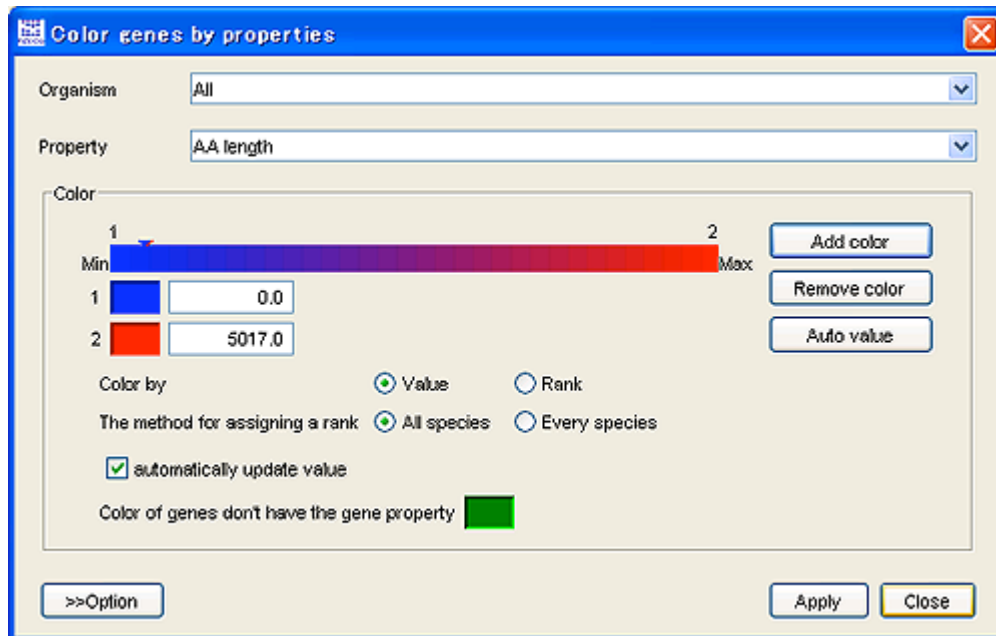 Color genes by properties
Organism All
Property AA length
Color
1 2
Min Max
Add color
1 0.0
Remove color
2 5017.0
Auto value
Color by Value Rank
The method for assigning a rank All species Every species
automatically update value
Color of genes don't have the gene property
>>Option Apply Close